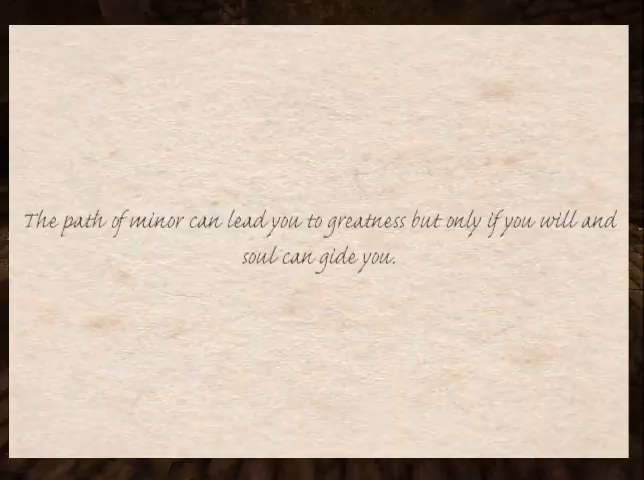 The path of minor can lead you to greatness but only if you will and
soul can gide you.